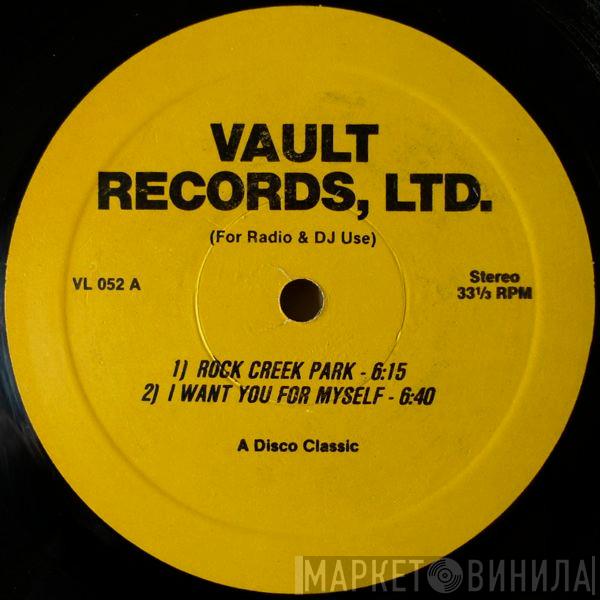 VAULT
RECORDS, LTD.
(For Radio & DJ Use)
VL 052 A
Stereo
33⅓ RPM
1) ROCK CREEK PARK - 6:15
2) I WANT YOU FOR MYSELF - 6:40
A Disco Classic
МАРКЕТ ВИНИЛА